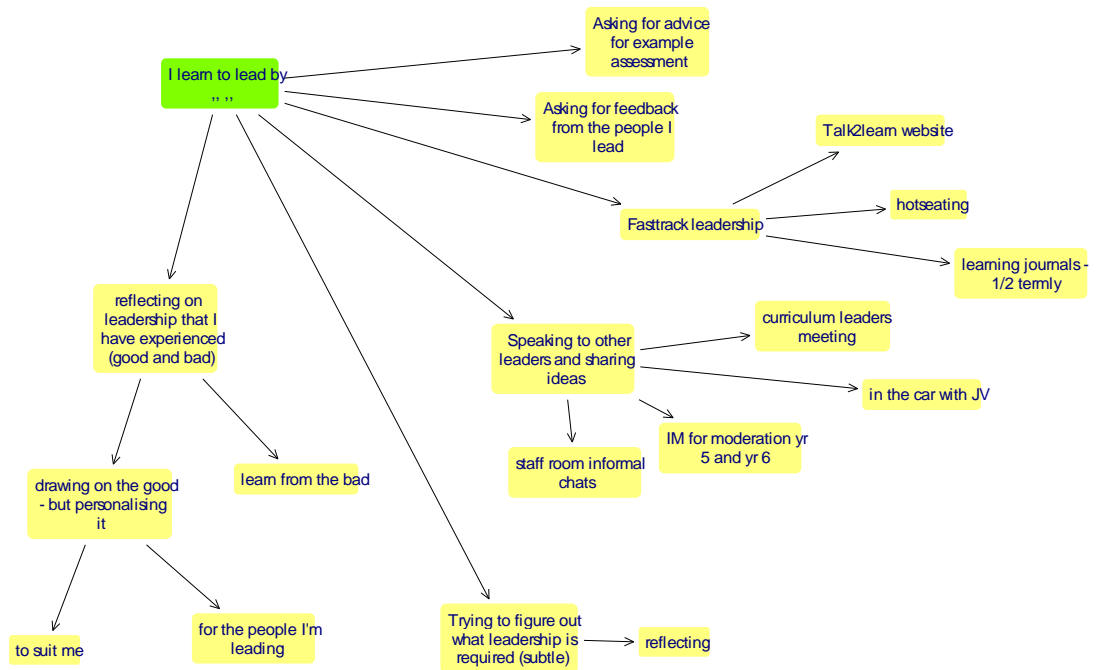 I learn to lead by
,, ,,
Asking for advice
for example
assessment
Asking for feedback
from the people I
lead
Talk2learn website
hotseating
Fasttrack leadership
learning journals -
1/2 termly
reflecting on
leadership that I
have experienced
(good and bad)
Speaking to other
leaders and sharing
ideas
curriculum leaders
meeting
in the car with JV
IM for moderation yr
5 and yr 6
staff room informal
chats
drawing on the good
- but personalising
it
learn from the bad
to suit me
for the people I'm
leading
Trying to figure out
what leadership is
required (subtle)
reflecting